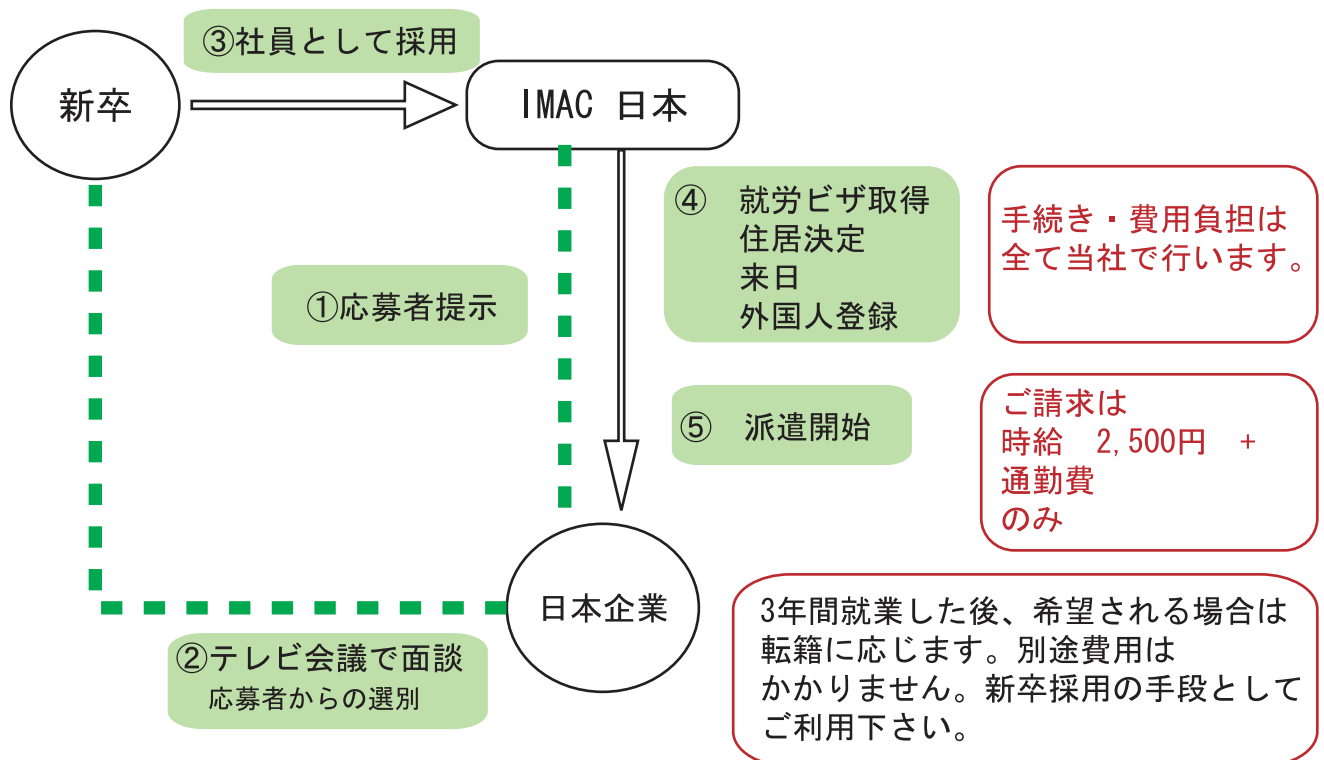 ③社員として採用
新卒
IMAC 日本
④ 就労ビザ取得
住居決定
来日
外国人登録
手続き・費用負担は
全て当社で行います。
①応募者提示
⑤ 派遣開始
ご請求は
時給 2,500円 +
通勤費
のみ
日本企業
②テレビ会議で面談
応募者からの選別
3年間就業した後、希望される場合は
転籍に応じます。別途費用は
かかりません。新卒採用の手段として
ご利用下さい。